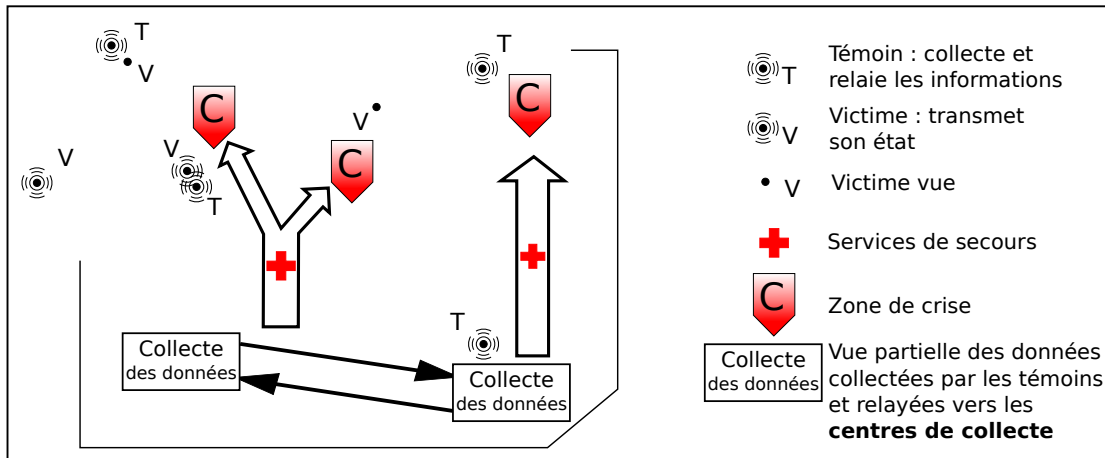 T
V
C
V
C
V
V
T
T
C
T
Collecte
des données
Collecte
des données
T
Témoin : collecte et
relaie les informations
V
Victime : transmet
son état
V
Victime vue
Services de secours
C
Zone de crise
Collecte
des données
Vue partielle des données
collectées par les témoins
et relayées vers les
centres de collecte